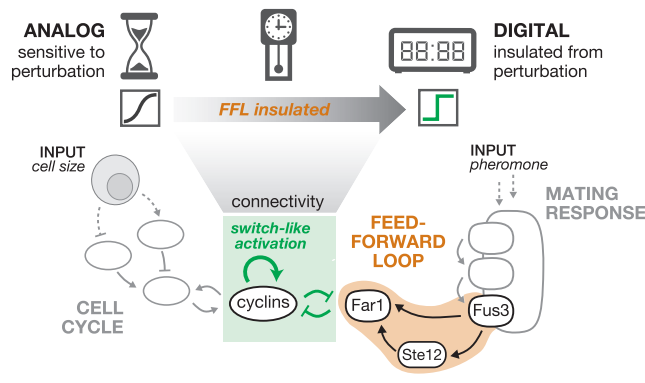 ANALOG
sensitive to
perturbation
88:88
DIGITAL
insulated from
perturbation
FFL insulated
INPUT
cell size
connectivity
switch-like
activation
cyclins
CELL
CYCLE
FEED-
FORWARD
LOOP
Far1
Ste12
Fus3
INPUT
pheromone
MATING
RESPONSE